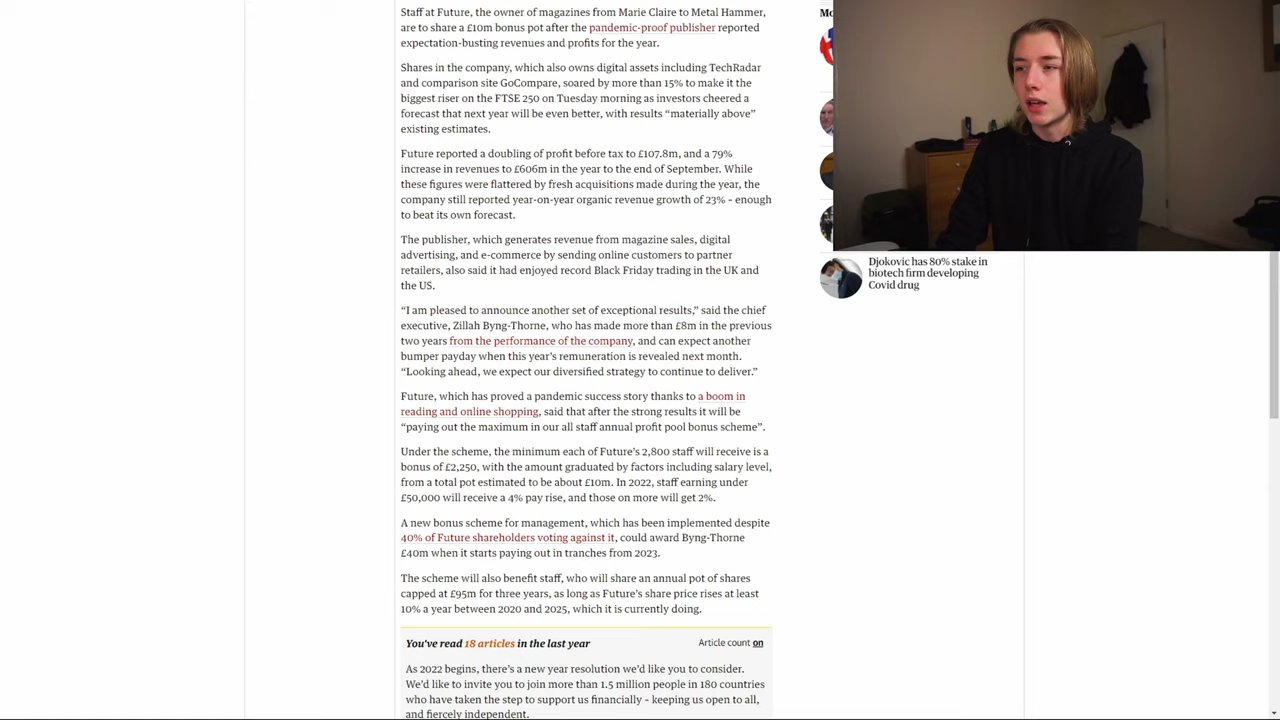 Staff at Future, the owner of magazines from Marie Claire to Metal Hammer,
are to share a £10m bonus pot after the pandemic-proof publisher reported
expectation-busting revenues and profits for the year.
Shares in the company, which also owns digital assets including TechRadar
and comparison site GoCompare, soared by more than 15% to make it the
biggest riser on the FTSE 250 on Tuesday morning as investors cheered a
forecast that next year will be even better, with results “materially above”
existing estimates.
Future reported a doubling of profit before tax to £107.8m, and a 79%
increase in revenues to £606m in the year to the end of September. While
these figures were flattered by fresh acquisitions made during the year, the
company still reported year-on-year organic revenue growth of 23% – enough
to beat its own forecast.
The publisher, which generates revenue from magazine sales, digital
advertising, and e-commerce by sending online customers to partner
retailers, also said it had enjoyed record Black Friday trading in the UK and
the US.
“I am pleased to announce another set of exceptional results,” said the chief
executive, Zillah Byng-Thorne, who has made more than £8m in the previous
two years from the performance of the company, and can expect another
bumper payday when this year’s remuneration is revealed next month.
“Looking ahead, we expect our diversified strategy to continue to deliver.”
Future, which has proved a pandemic success story thanks to a boom in
reading and online shopping, said that after the strong results it will be
“paying out the maximum in our all staff annual profit pool bonus scheme”.
Under the scheme, the minimum each of Future’s 2,800 staff will receive is a
bonus of £2,250, with the amount graduated by factors including salary level,
from a total pot estimated to be about £10m. In 2022, staff earning under
£50,000 will receive a 4% pay rise, and those on more will get 2%.
A new bonus scheme for management, which has been implemented despite
40% of Future shareholders voting against it, could award Byng-Thorne
£40m when it starts paying out in tranches from 2023.
The scheme will also benefit staff, who will share an annual pot of shares
capped at £95m for three years, as long as Future’s share price rises at least
10% a year between 2020 and 2025, which it is currently doing.
You’ve read 18 articles in the last year
Article count on
As 2022 begins, there’s a new year resolution we’d like you to consider.
We’d like to invite you to join more than 1.5 million people in 180 countries
who have taken the step to support us financially – keeping us open to all,
and fiercely independent.
Djokovic has 80% stake in
biotech firm developing
Covid drug